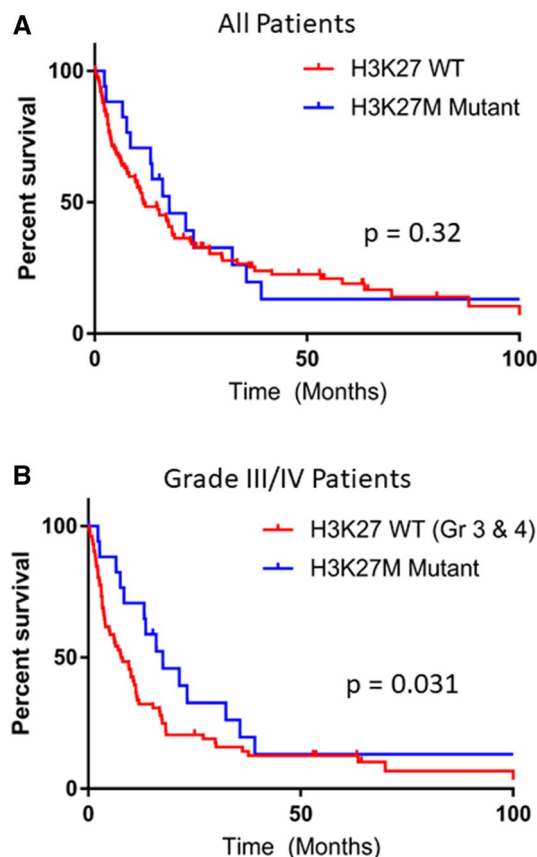 A
All Patients
H3K27 WT
H3K27M Mutant
100
50
0
Percent survival
p = 0.32
0
50
100
Time (Months)
B
Grade III/IV Patients
H3K27 WT (Gr 3 & 4)
H3K27M Mutant
100
50
0
Percent survival
p = 0.031
0
50
100
Time (Months)